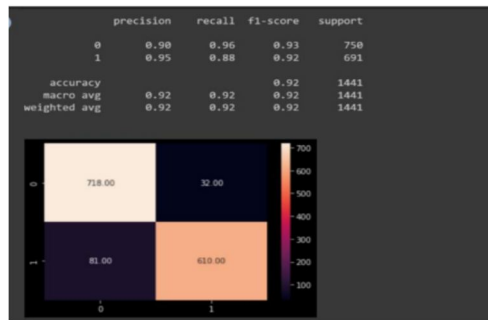 precision recall f1-score support
0 0.90 0.96 0.93 750
1 0.95 0.88 0.92 691
accuracy 0.92 1441
macro avg 0.92 0.92 0.92 1441
weighted avg 0.92 0.92 0.92 1441
700
718.00 32.00
600
0
500
400
300
81.00 610.00
1
200
100
0 1